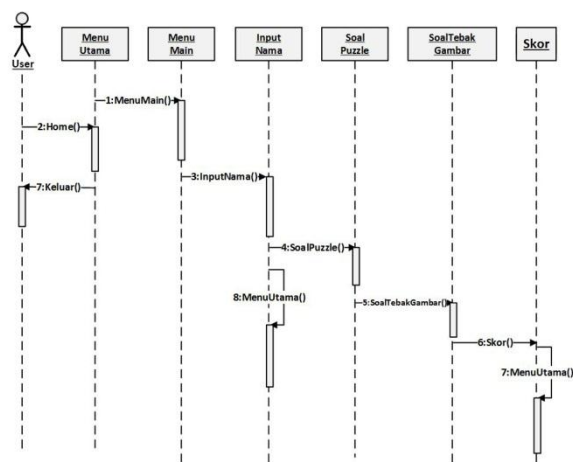 User
Menu
Utama
Menu
Main
Input
Nama
Soal
Puzzle
SoalTebak
Gambar
Skor
1:MenuMain()
2:Home()
3:InputNama()
7:Keluar()
4:SoalPuzzle()
8:MenuUtama()
5:SoalTebakGambar()
6:Skor()
7:MenuUtama()